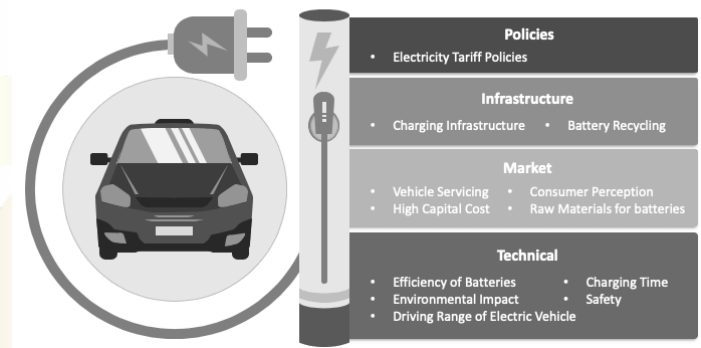 Policies
• Electricity Tariff Policies
Infrastructure
• Charging Infrastructure • Battery Recycling
Market
• Vehicle Servicing • Consumer Perception
• High Capital Cost • Raw Materials for batteries
Technical
• Efficiency of Batteries • Charging Time
• Environmental Impact • Safety
• Driving Range of Electric Vehicle